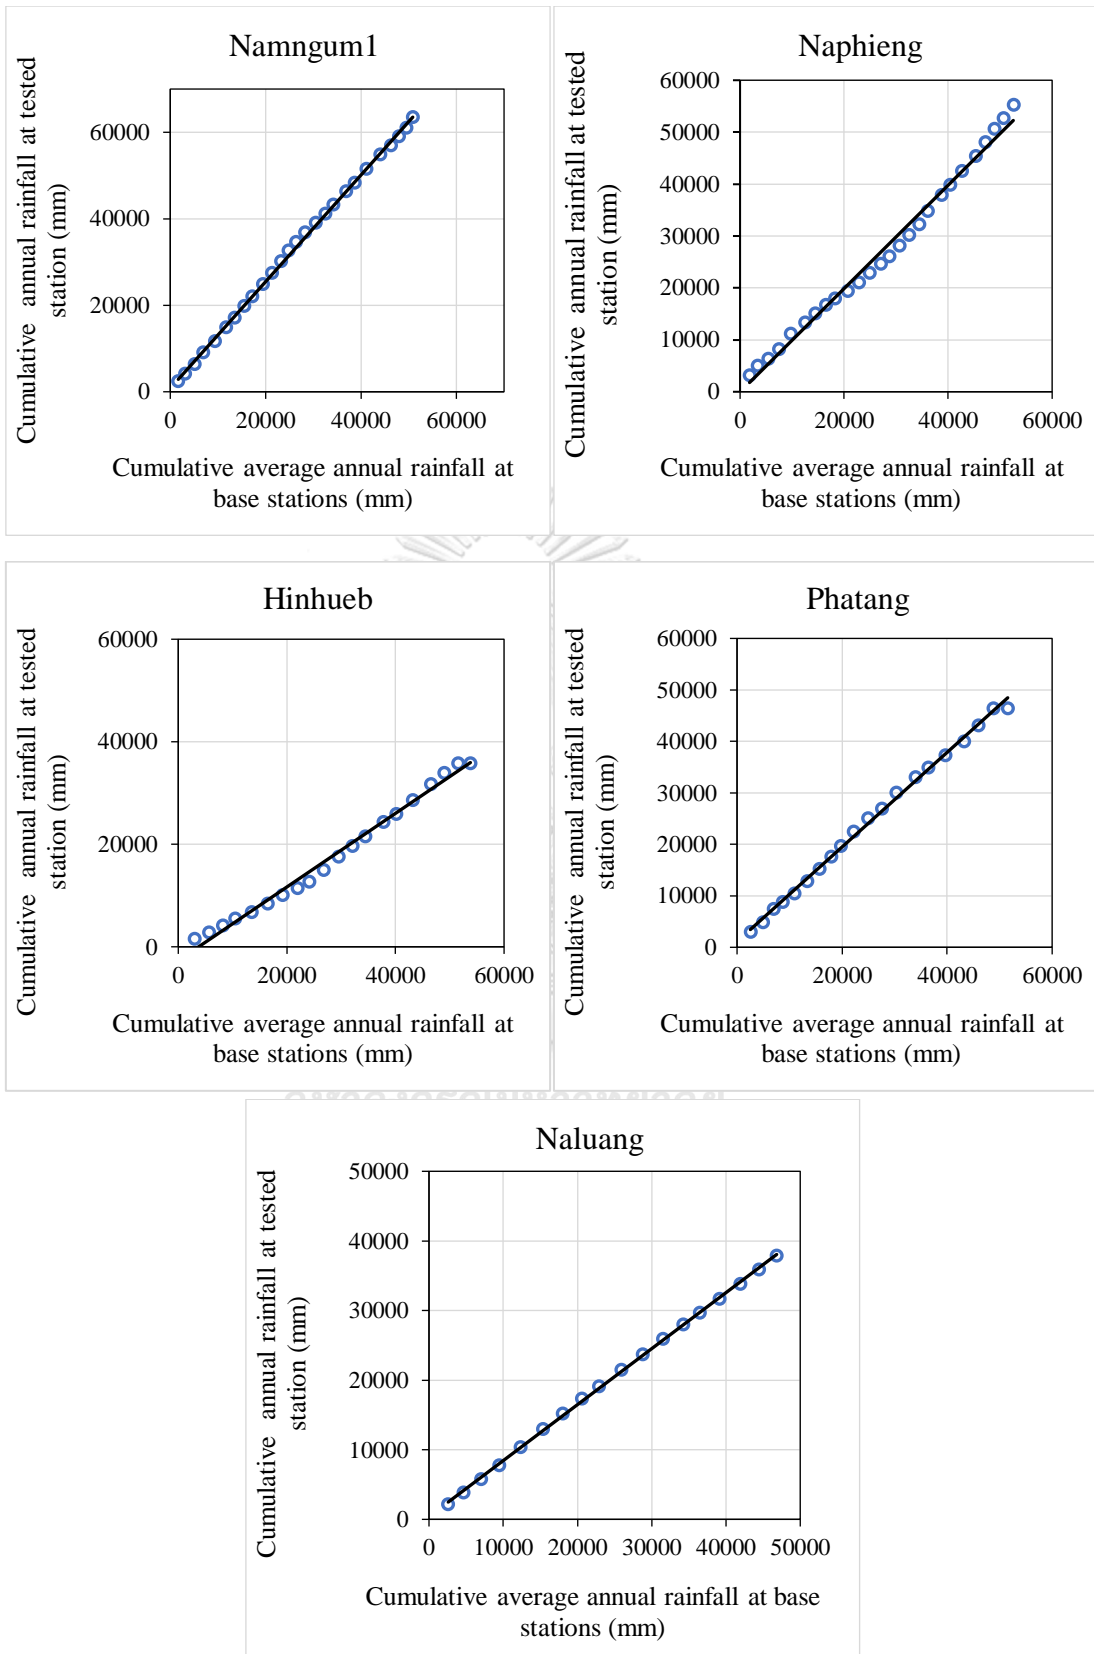 Namngum1
Cumulative annual rainfall at tested
station (mm)
60000
40000
20000
0
0 20000 40000 60000
Cumulative average annual rainfall at
base stations (mm)
Naphieng
Cumulative annual rainfall at tested
station (mm)
60000
50000
40000
30000
20000
10000
0
0 20000 40000 60000
Cumulative average annual rainfall at
base stations (mm)
Hinhueb
Cumulative annual rainfall at tested
station (mm)
60000
40000
20000
0
0 20000 40000 60000
Cumulative average annual rainfall at
base stations (mm)
Phatang
Cumulative annual rainfall at tested
station (mm)
60000
50000
40000
30000
20000
10000
0
0 20000 40000 60000
Cumulative average annual rainfall at
base stations (mm)
Naluang
Cumulative annual rainfall at tested
station (mm)
50000
40000
30000
20000
10000
0
0 10000 20000 30000 40000 50000
Cumulative average annual rainfall at base
stations (mm)